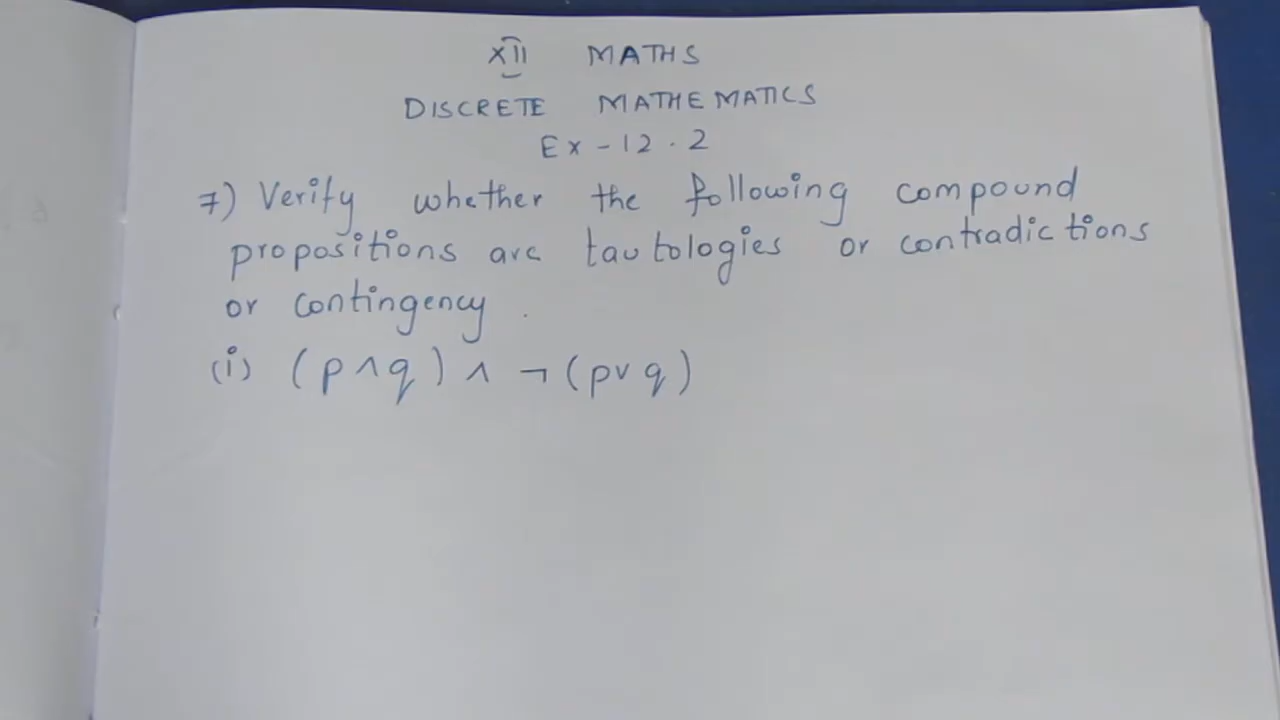 XII MATHS
DISCRETE MATHEMATICS
Ex - 12.2
7) Verify whether the following compound
propositions are tautologies or contradictions
or contingency.
(i) (p ∧ q) ∧ ¬ (p ∨ q)